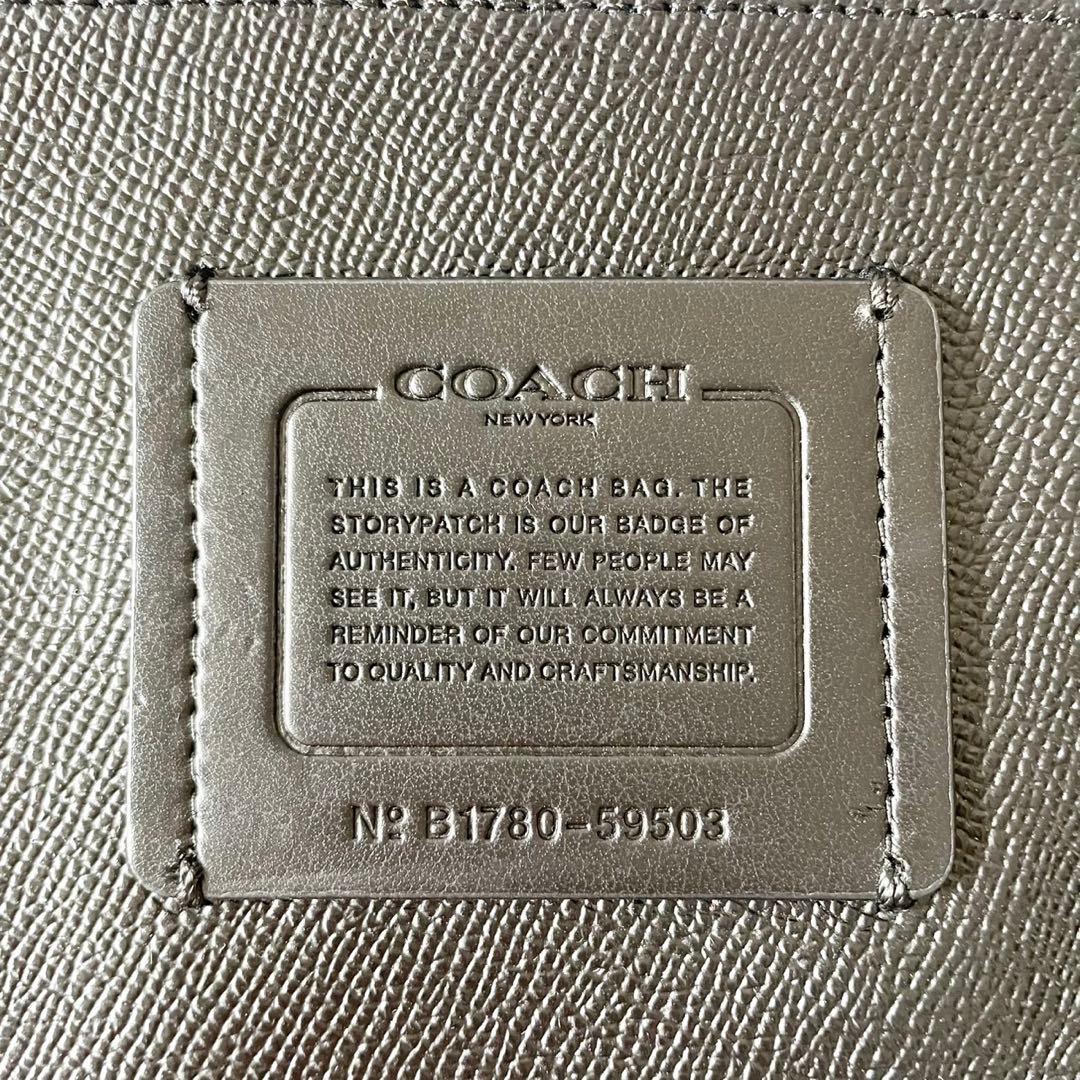 COACH
NEW YORK
THIS IS A COACH BAG. THE
STORYPATCH IS OUR BADGE OF
AUTHENTICITY. FEW PEOPLE MAY
SEE IT, BUT IT WILL ALWAYS BE A
REMINDER OF OUR COMMITMENT
TO QUALITY AND CRAFTSMANSHIP.
Nº B1780-59503